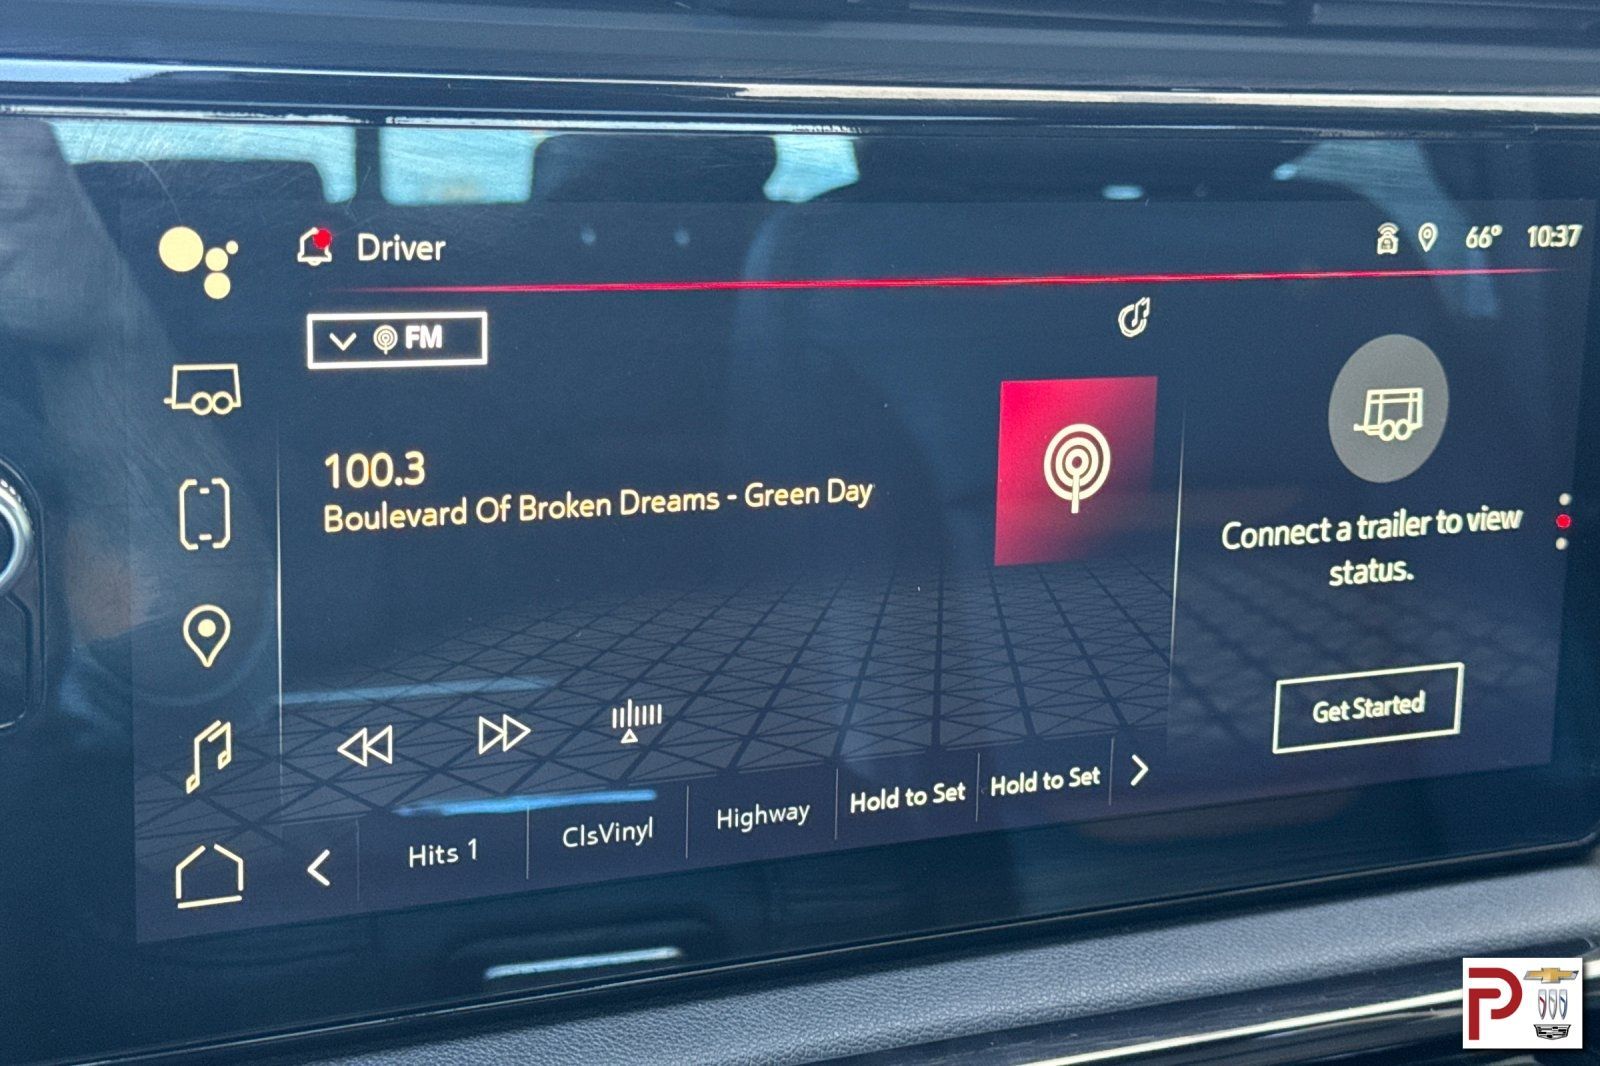 Driver
66° 10:37
FM
100.3
Boulevard Of Broken Dreams - Green Day
Connect a trailer to view
status.
Get Started
Hits 1
ClsVinyl
Highway
Hold to Set
Hold to Set
P